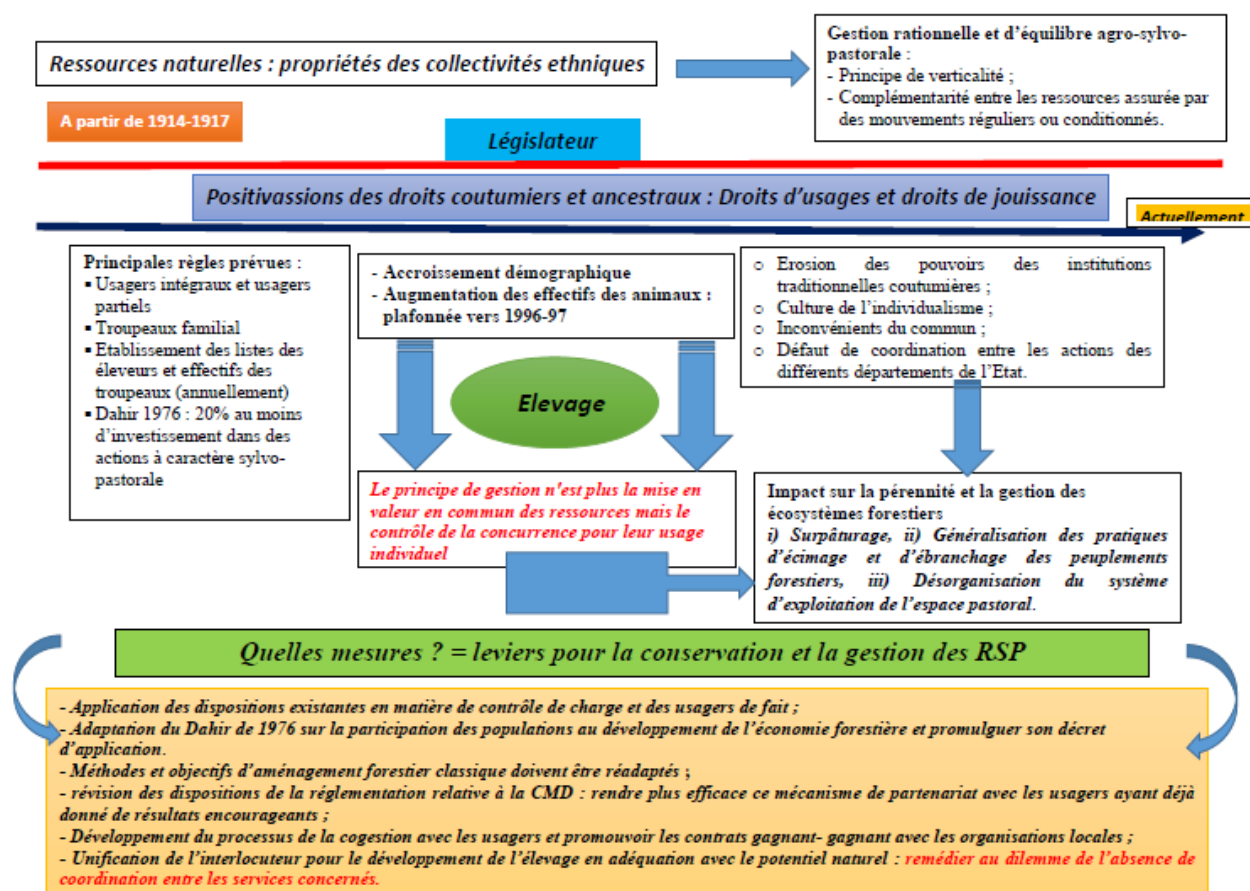 Ressources naturelles : propriétés des collectivités ethniques
Gestion rationnelle et d'équilibre agro-sylvo-
pastorale :
- Principe de verticalité ;
- Complémentarité entre les ressources assurée par
des mouvements réguliers ou conditionnés.
A partir de 1914-1917
Législateur
Positivassions des droits coutumiers et ancestraux : Droits d'usages et droits de jouissance
Actuellement
Principales règles prévues :
▪ Usagers intégraux et usagers
partiels
▪ Troupeaux familial
▪ Etablissement des listes des
éleveurs et effectifs des
troupeaux (annuellement)
▪ Dahir 1976 : 20% au moins
d'investissement dans des
actions à caractère sylvo-
pastorale
- Accroissement démographique
- Augmentation des effectifs des animaux :
plafonnée vers 1996-97
o Erosion des pouvoirs des institutions
traditionnelles coutumières ;
o Culture de l'individualisme ;
o Inconvénients du commun ;
o Défaut de coordination entre les actions des
différents départements de l'Etat.
Elevage
Le principe de gestion n'est plus la mise en
valeur en commun des ressources mais le
contrôle de la concurrence pour leur usage
individuel
Impact sur la pérennité et la gestion des
écosystèmes forestiers
i) Surpâturage, ii) Généralisation des pratiques
d'écimage et d'ébranchage des peuplements
forestiers, iii) Désorganisation du système
d'exploitation de l'espace pastoral.
Quelles mesures ? = leviers pour la conservation et la gestion des RSP
- Application des dispositions existantes en matière de contrôle de charge et des usagers de fait ;
- Adaptation du Dahir de 1976 sur la participation des populations au développement de l'économie forestière et promulguer son décret
d'application.
- Méthodes et objectifs d'aménagement forestier classique doivent être réadaptés ;
- révision des dispositions de la réglementation relative à la CMD : rendre plus efficace ce mécanisme de partenariat avec les usagers ayant déjà
donné de résultats encourageants ;
- Développement du processus de la cogestion avec les usagers et promouvoir les contrats gagnant- gagnant avec les organisations locales ;
- Unification de l'interlocuteur pour le développement de l'élevage en adéquation avec le potentiel naturel : remédier au dilemme de l'absence de
coordination entre les services concernés.